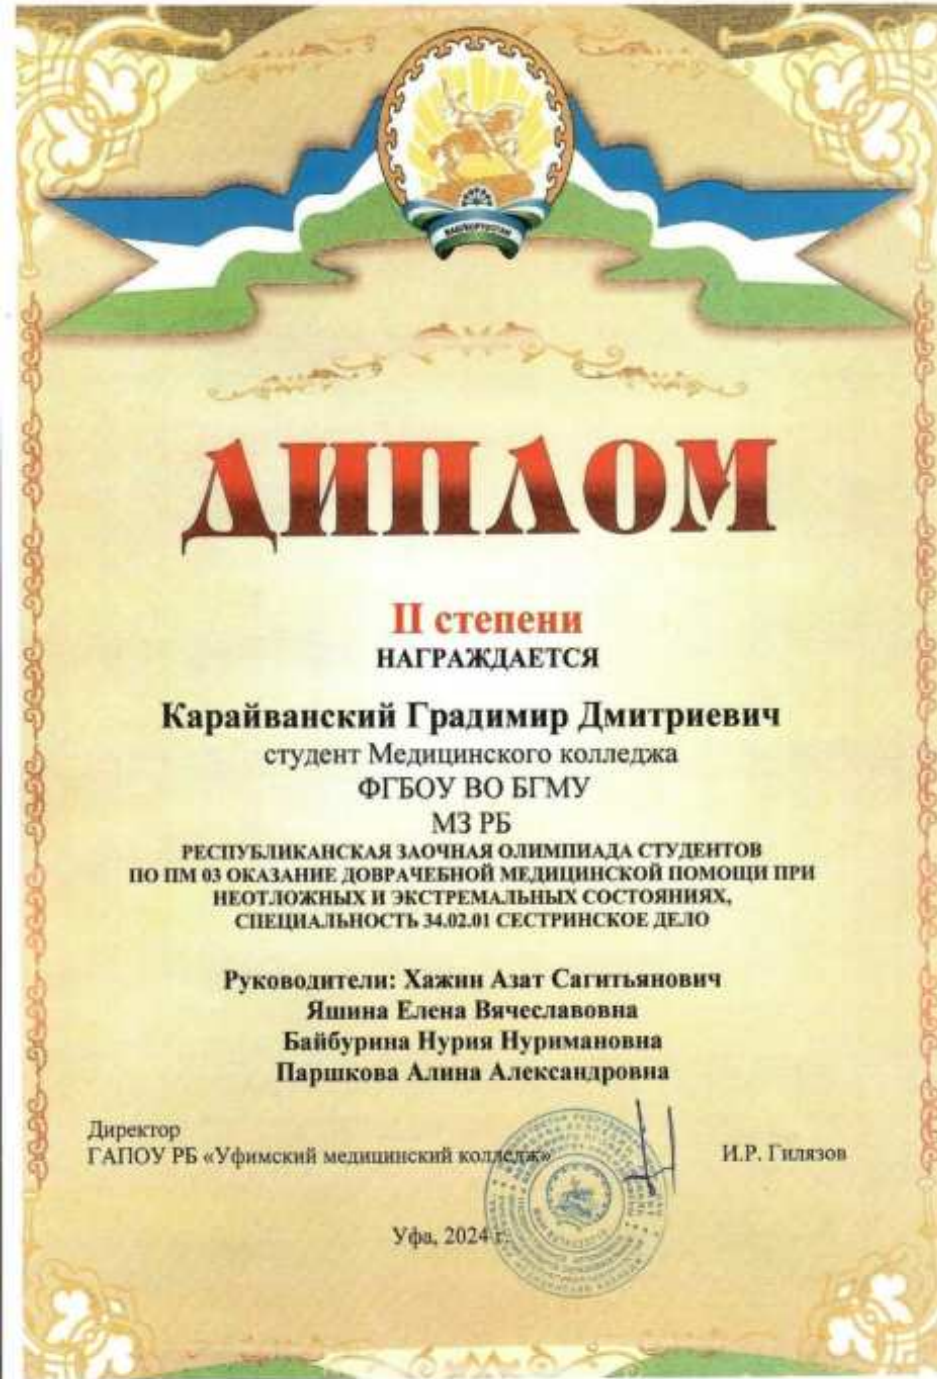 БАШКОРТОСТАН
ДИПЛОМ
II степени
НАГРАЖДАЕТСЯ
Карайванский Градимир Дмитриевич
студент Медицинского колледжа
ФГБОУ ВО БГМУ
МЗ РБ
РЕСПУБЛИКАНСКАЯ ЗАОЧНАЯ ОЛИМПИАДА СТУДЕНТОВ
ПО ПМ 03 ОКАЗАНИЕ ДОВРАЧЕБНОЙ МЕДИЦИНСКОЙ ПОМОЩИ ПРИ
НЕОТЛОЖНЫХ И ЭКСТРЕМАЛЬНЫХ СОСТОЯНИЯХ,
СПЕЦИАЛЬНОСТЬ 34.02.01 СЕСТРИНСКОЕ ДЕЛО
Руководители: Хажин Азат Сагитьянович
Яшина Елена Вячеславовна
Байбурина Нурия Нуримановна
Паршкова Алина Александровна
Директор
ГАПОУ РБ «Уфимский медицинский колледж»
И.Р. Гилязов
Уфа, 2024 г.